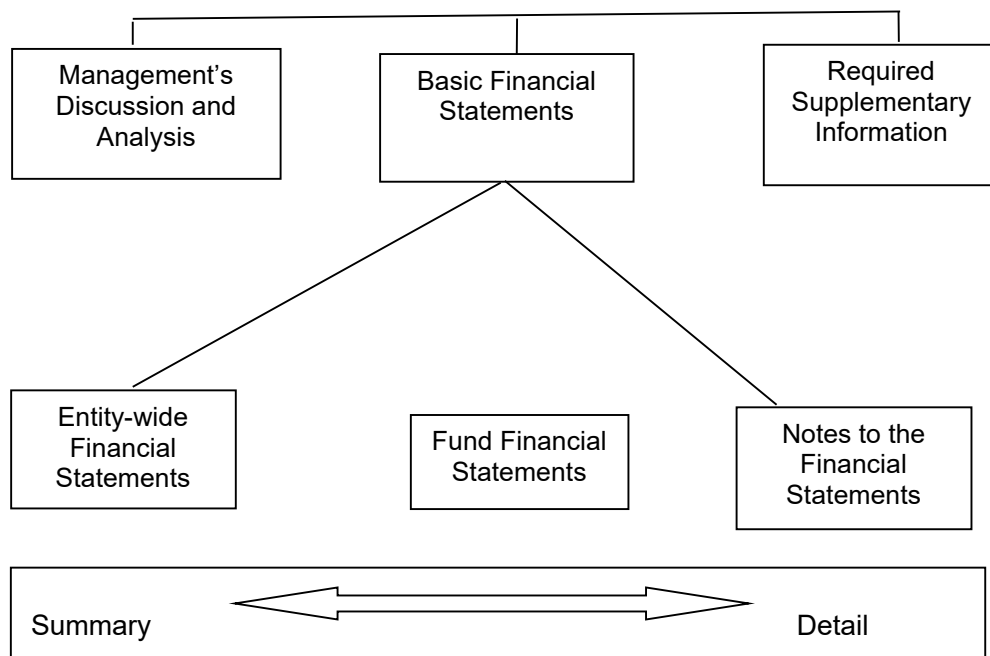 Management’s
Discussion and
Analysis
Basic Financial
Statements
Required
Supplementary
Information
Entity-wide
Financial
Statements
Fund Financial
Statements
Notes to the
Financial
Statements
Summary
Detail